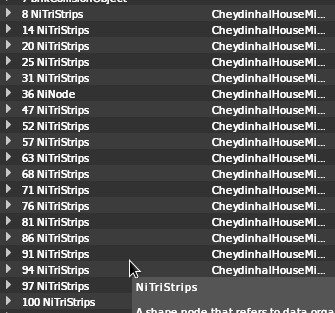 8 NiTriStrips CheydinhalHouseMi...
14 NiTriStrips CheydinhalHouseMi...
20 NiTriStrips CheydinhalHouseMi...
25 NiTriStrips CheydinhalHouseMi...
31 NiTriStrips CheydinhalHouseMi...
36 NiNode CheydinhalHouseMi...
47 NiTriStrips CheydinhalHouseMi...
52 NiTriStrips CheydinhalHouseMi...
57 NiTriStrips CheydinhalHouseMi...
63 NiTriStrips CheydinhalHouseMi...
68 NiTriStrips CheydinhalHouseMi...
71 NiTriStrips CheydinhalHouseMi...
76 NiTriStrips CheydinhalHouseMi...
81 NiTriStrips CheydinhalHouseMi...
86 NiTriStrips CheydinhalHouseMi...
91 NiTriStrips CheydinhalHouseMi...
94 NiTriStrips CheydinhalHouseMi...
97 NiTriStrips
100 NiTriStrips
NiTriStrips
A shape node that refers to data orga